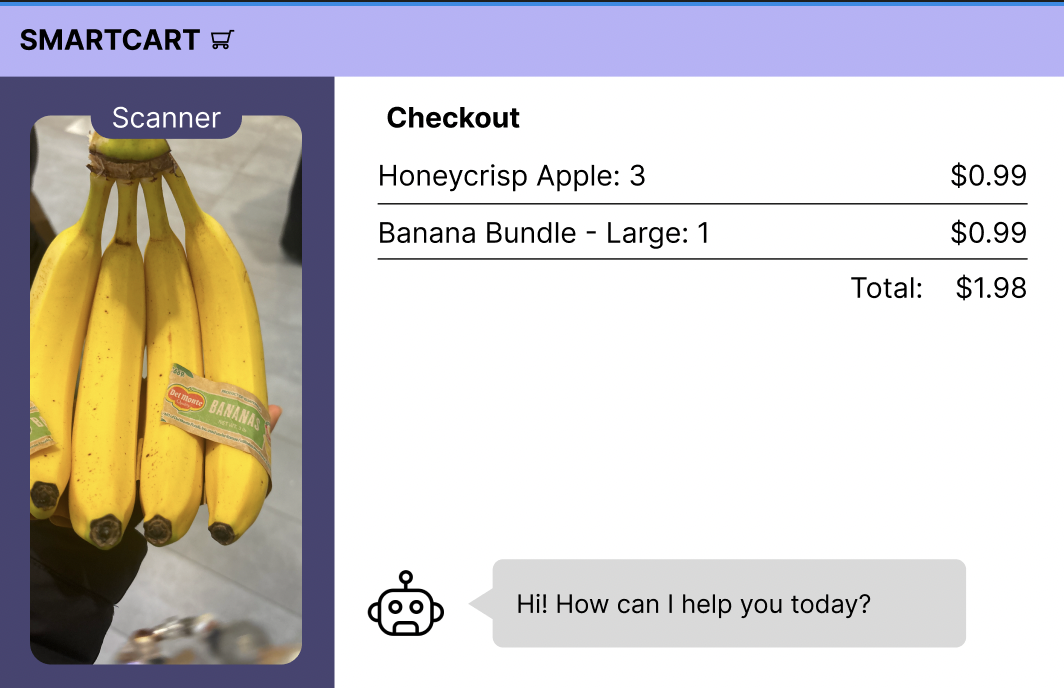 SMARTCART
Scanner
Del Monte
BANANAS
Checkout
Honeycrisp Apple: 3 $0.99
Banana Bundle - Large: 1 $0.99
Total: $1.98
Hi! How can I help you today?